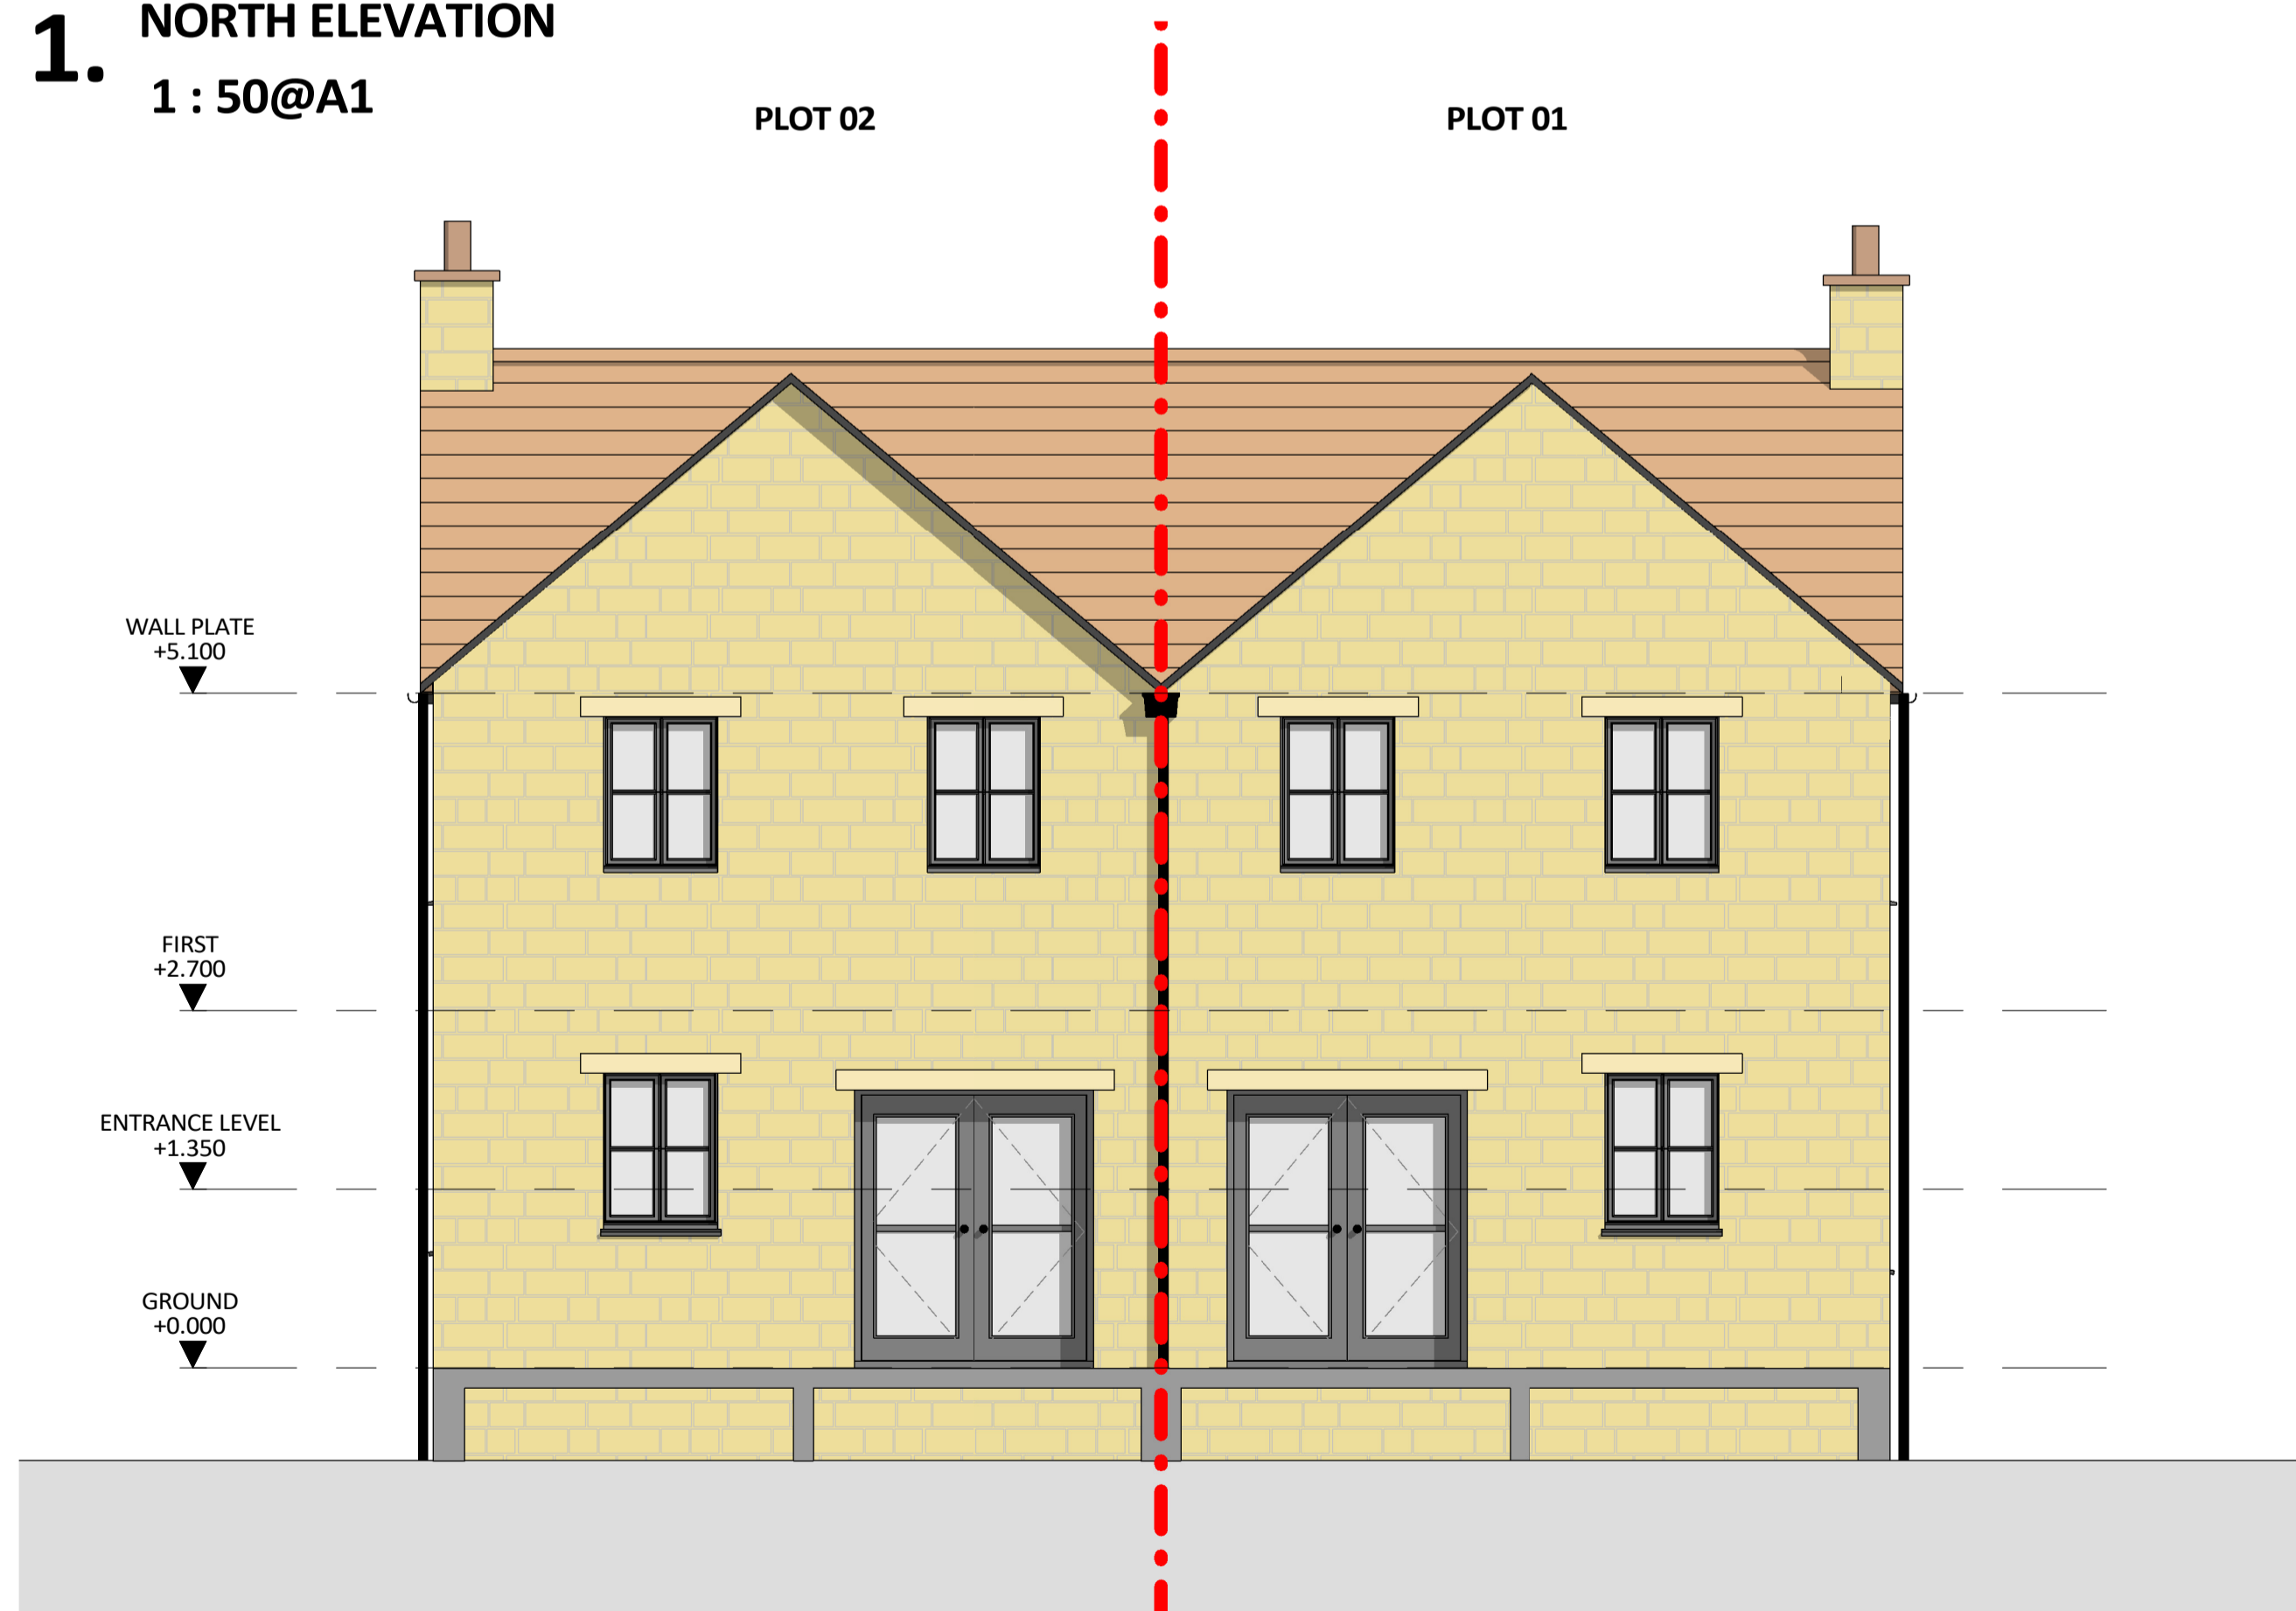 1.
NORTH ELEVATION
1 : 50@A1
PLOT 02
PLOT 01
WALL PLATE
+5.100
FIRST
+2.700
ENTRANCE LEVEL
+1.350
GROUND
+0.000